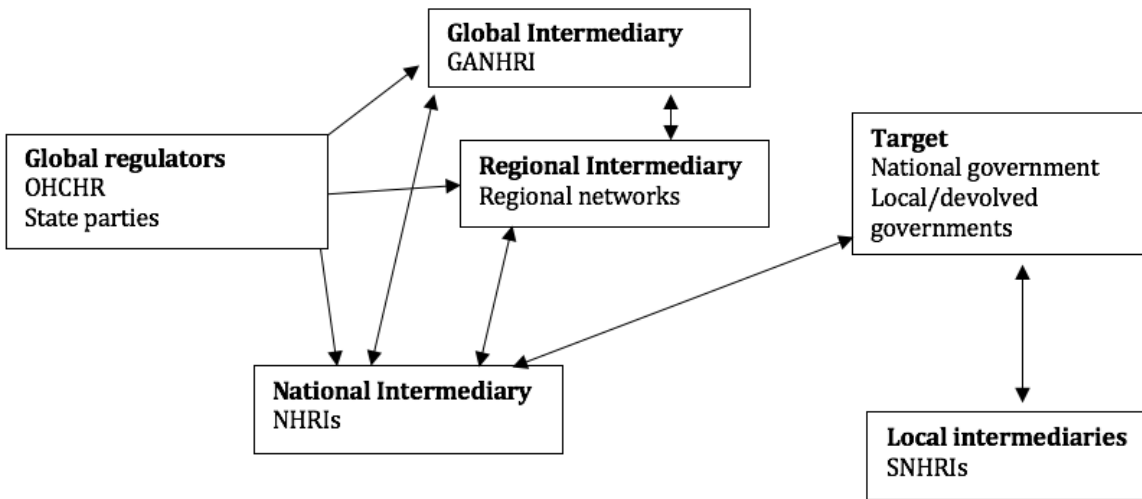 Global Intermediary
GANHRI
Global regulators
OHCHR
State parties
Regional Intermediary
Regional networks
Target
National government
Local/devolved
governments
National Intermediary
NHRIs
Local intermediaries
SNHRIs